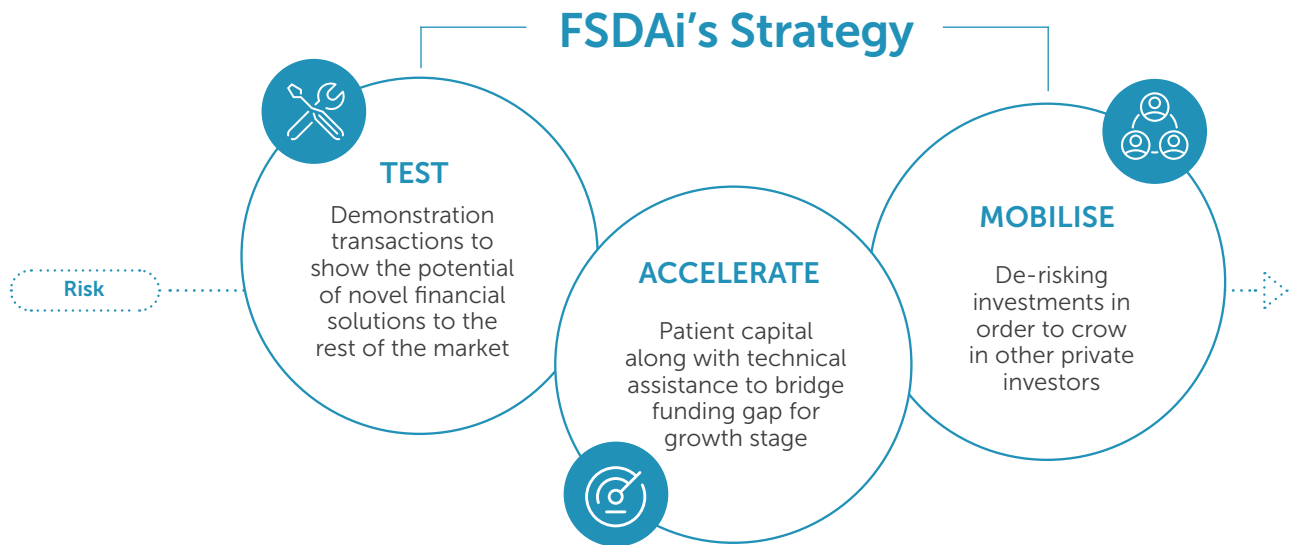 FSDAi's Strategy
Risk
TEST
Demonstration
transactions to
show the potential
of novel financial
solutions to the
rest of the market
ACCELERATE
Patient capital
along with technical
assistance to bridge
funding gap for
growth stage
MOBILISE
De-risking
investments in
order to crow
in other private
investors